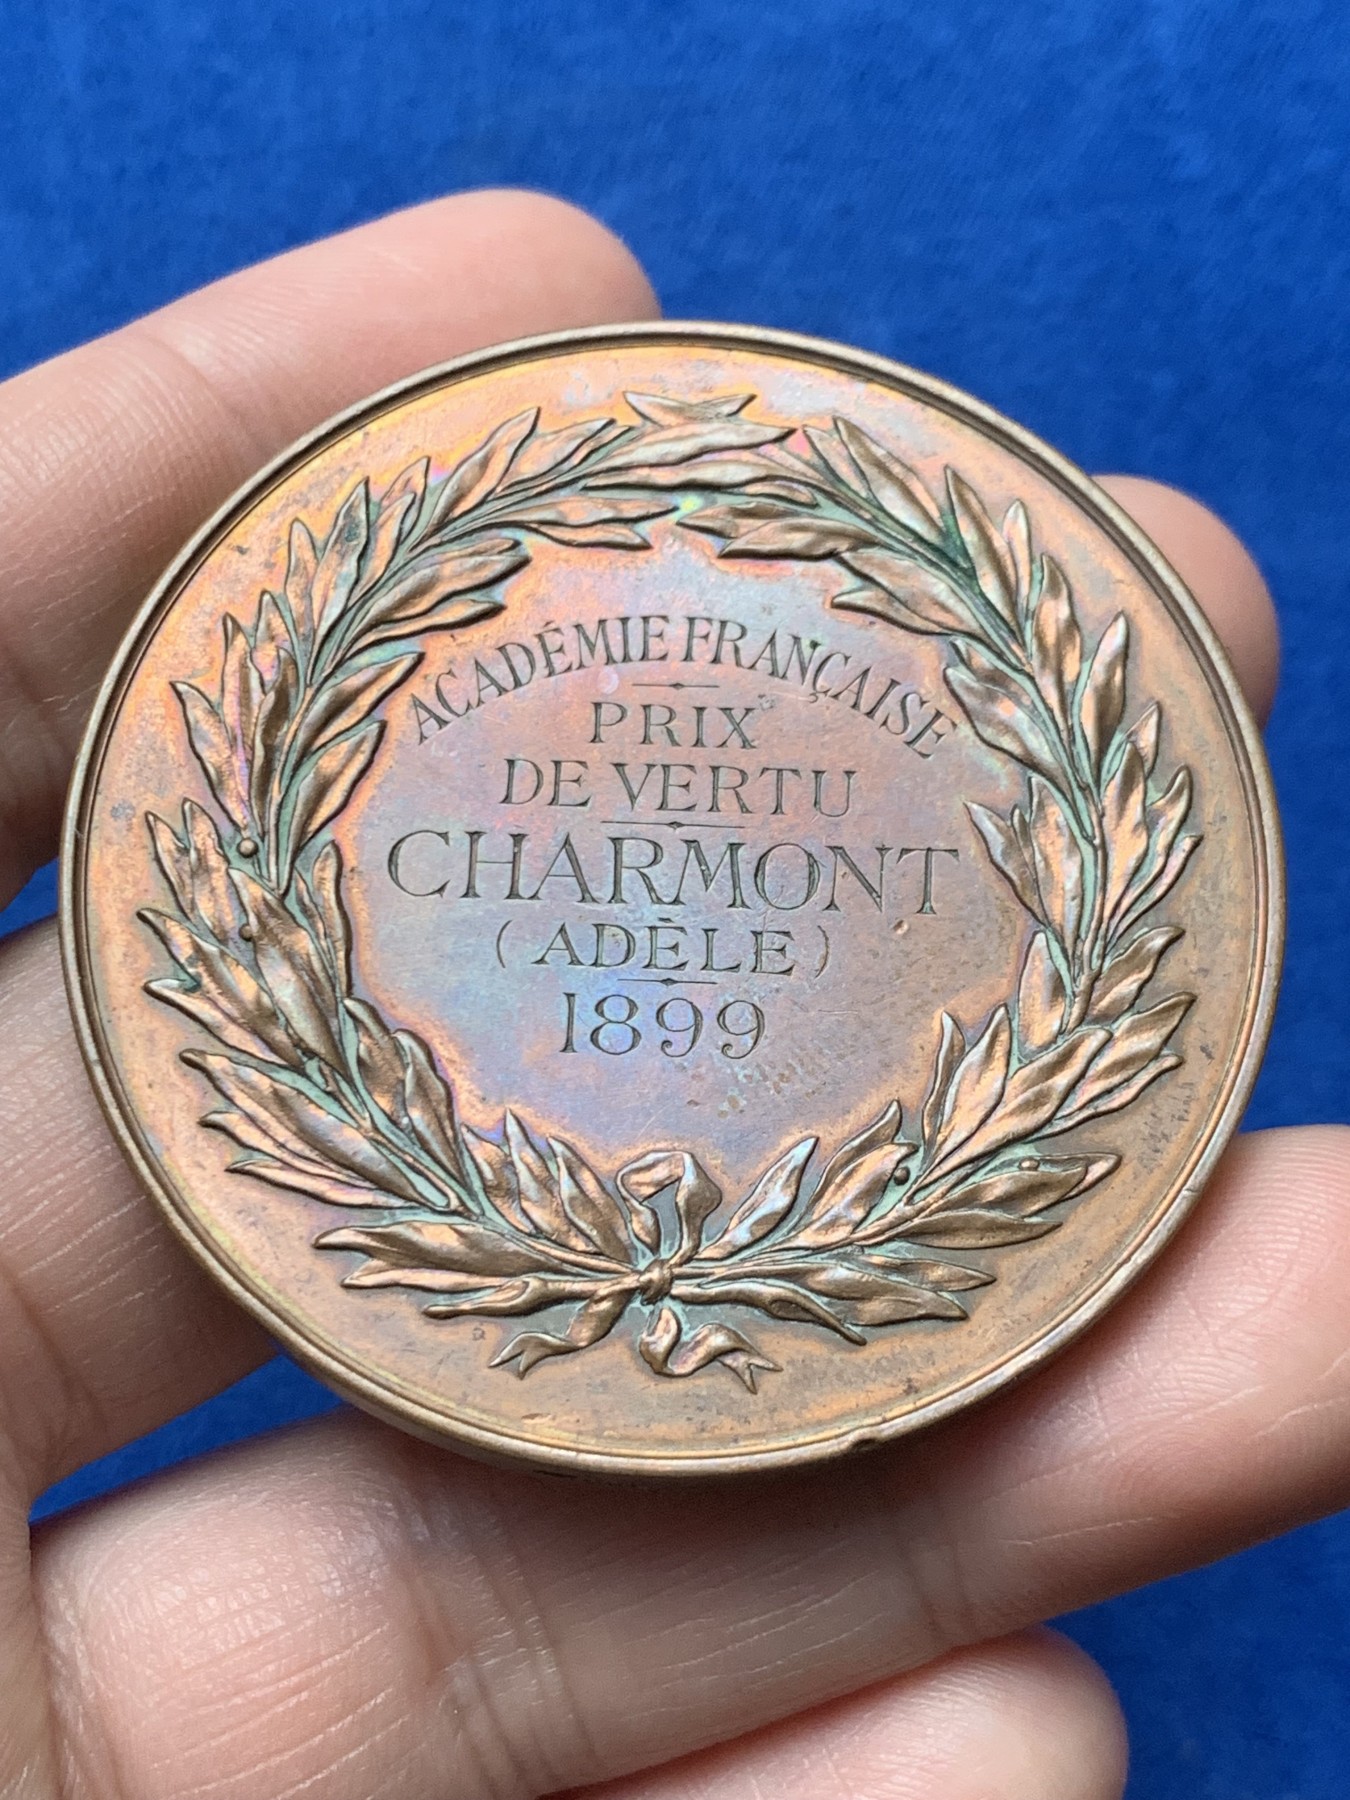 ACADÉMIE FRANÇAISE
PRIX
DE VERTU
CHARMONT
(ADÈLE)
1899